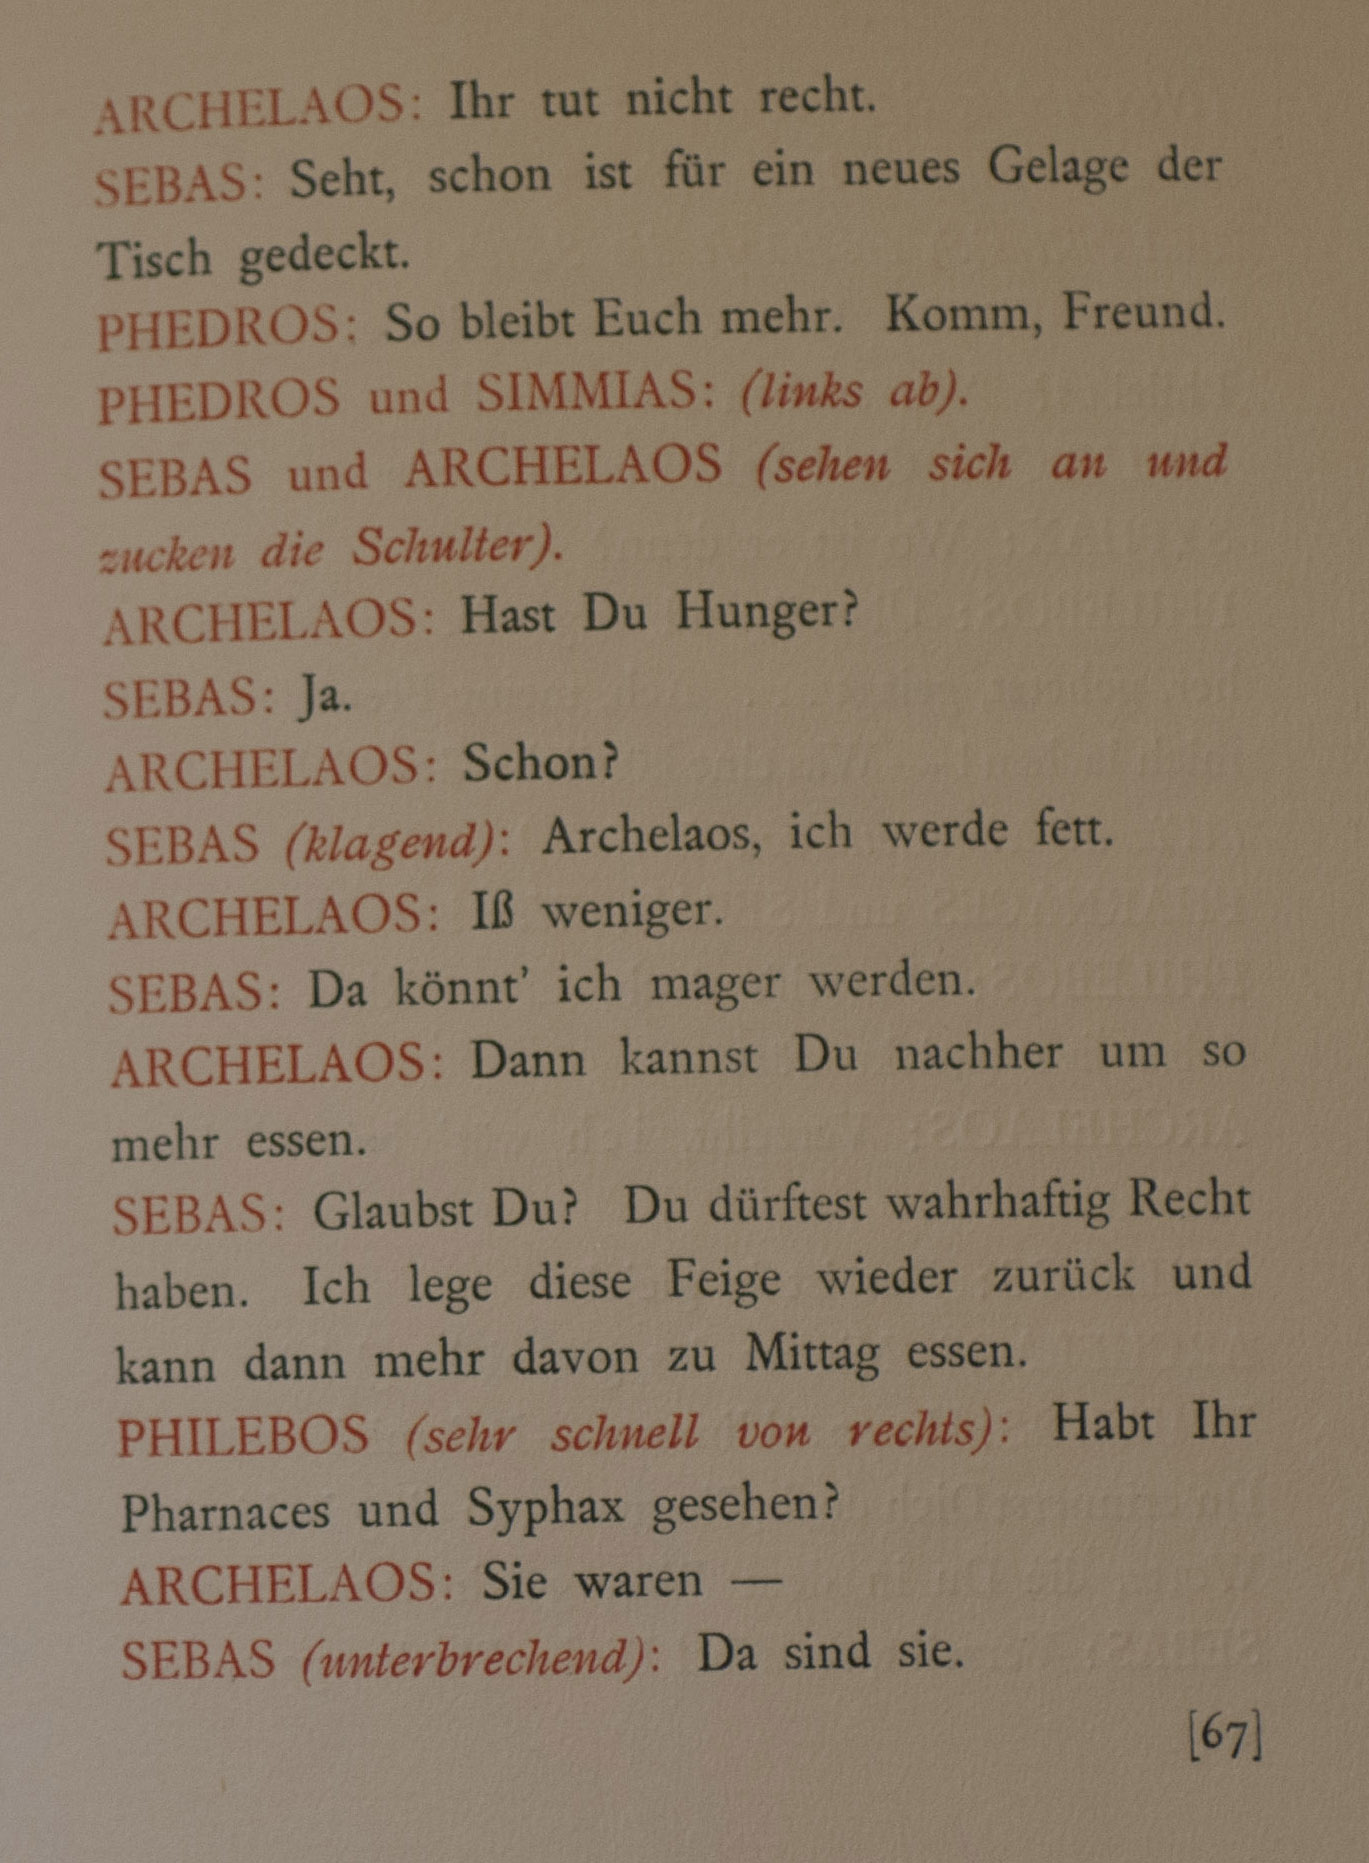 ARCHELAOS: Ihr tut nicht recht.
SEBAS: Seht, schon ist für ein neues Gelage der
Tisch gedeckt.
PHEDROS: So bleibt Euch mehr. Komm, Freund.
PHEDROS und SIMMIAS: (links ab).
SEBAS und ARCHELAOS (sehen sich an und
zucken die Schulter).
ARCHELAOS: Hast Du Hunger?
SEBAS: Ja.
ARCHELAOS: Schon?
SEBAS (klagend): Archelaos, ich werde fett.
ARCHELAOS: Iß weniger.
SEBAS: Da könnt’ ich mager werden.
ARCHELAOS: Dann kannst Du nachher um so
mehr essen.
SEBAS: Glaubst Du? Du dürftest wahrhaftig Recht
haben. Ich lege diese Feige wieder zurück und
kann dann mehr davon zu Mittag essen.
PHILEBOS (sehr schnell von rechts): Habt Ihr
Pharnaces und Syphax gesehen?
ARCHELAOS: Sie waren —
SEBAS (unterbrechend): Da sind sie.
[67]